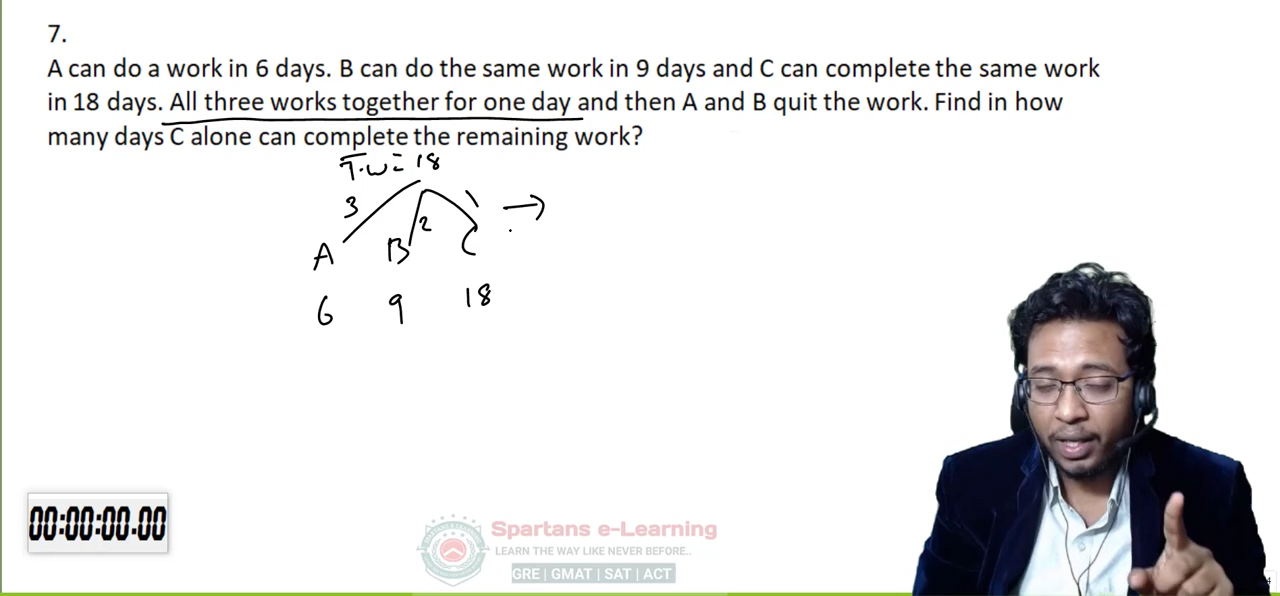 7.
A can do a work in 6 days. B can do the same work in 9 days and C can complete the same work
in 18 days. All three works together for one day and then A and B quit the work. Find in how
many days C alone can complete the remaining work?
T.W = 18
3 2 1
A B C
6 9 18
00:00:00.00
Spartans e-Learning
LEARN THE WAY LIKE NEVER BEFORE..
GRE | GMAT | SAT | ACT